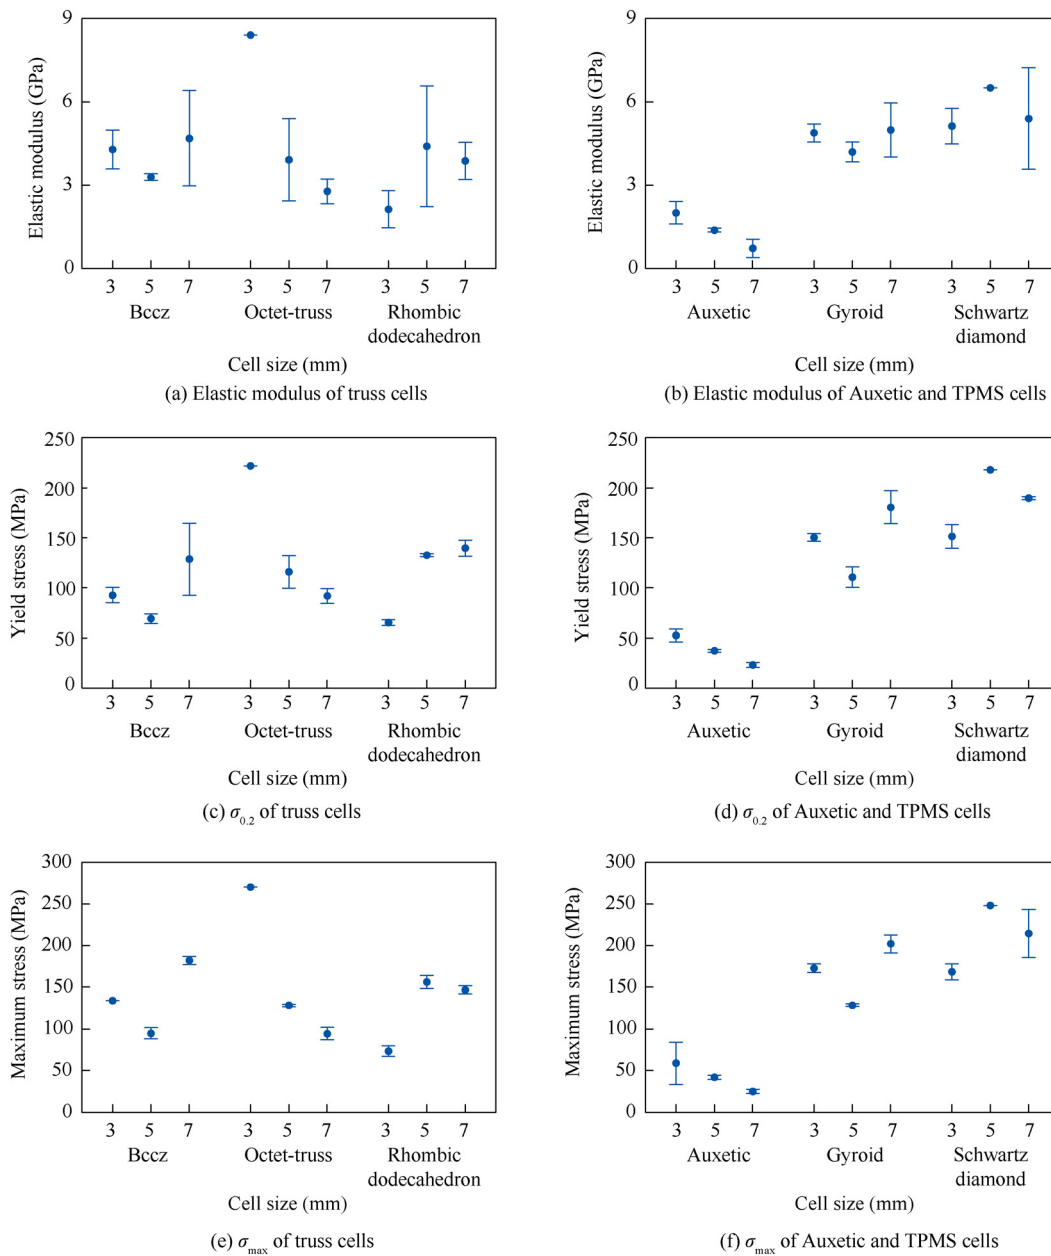 9
6
3
0
Elastic modulus (GPa)
3 5 7 3 5 7 3 5 7
Bccz Octet-truss Rhombic
dodecahedron
Cell size (mm)
(a) Elastic modulus of truss cells
9
6
3
0
Elastic modulus (GPa)
3 5 7 3 5 7 3 5 7
Auxetic Gyroid Schwartz
diamond
Cell size (mm)
(b) Elastic modulus of Auxetic and TPMS cells
250
200
150
100
50
0
Yield stress (MPa)
3 5 7 3 5 7 3 5 7
Bccz Octet-truss Rhombic
dodecahedron
Cell size (mm)
(c) σ0.2 of truss cells
250
200
150
100
50
0
Yield stress (MPa)
3 5 7 3 5 7 3 5 7
Auxetic Gyroid Schwartz
diamond
Cell size (mm)
(d) σ0.2 of Auxetic and TPMS cells
300
250
200
150
100
50
0
Maximum stress (MPa)
3 5 7 3 5 7 3 5 7
Bccz Octet-truss Rhombic
dodecahedron
Cell size (mm)
(e) σmax of truss cells
300
250
200
150
100
50
0
Maximum stress (MPa)
3 5 7 3 5 7 3 5 7
Auxetic Gyroid Schwartz
diamond
Cell size (mm)
(f) σmax of Auxetic and TPMS cells